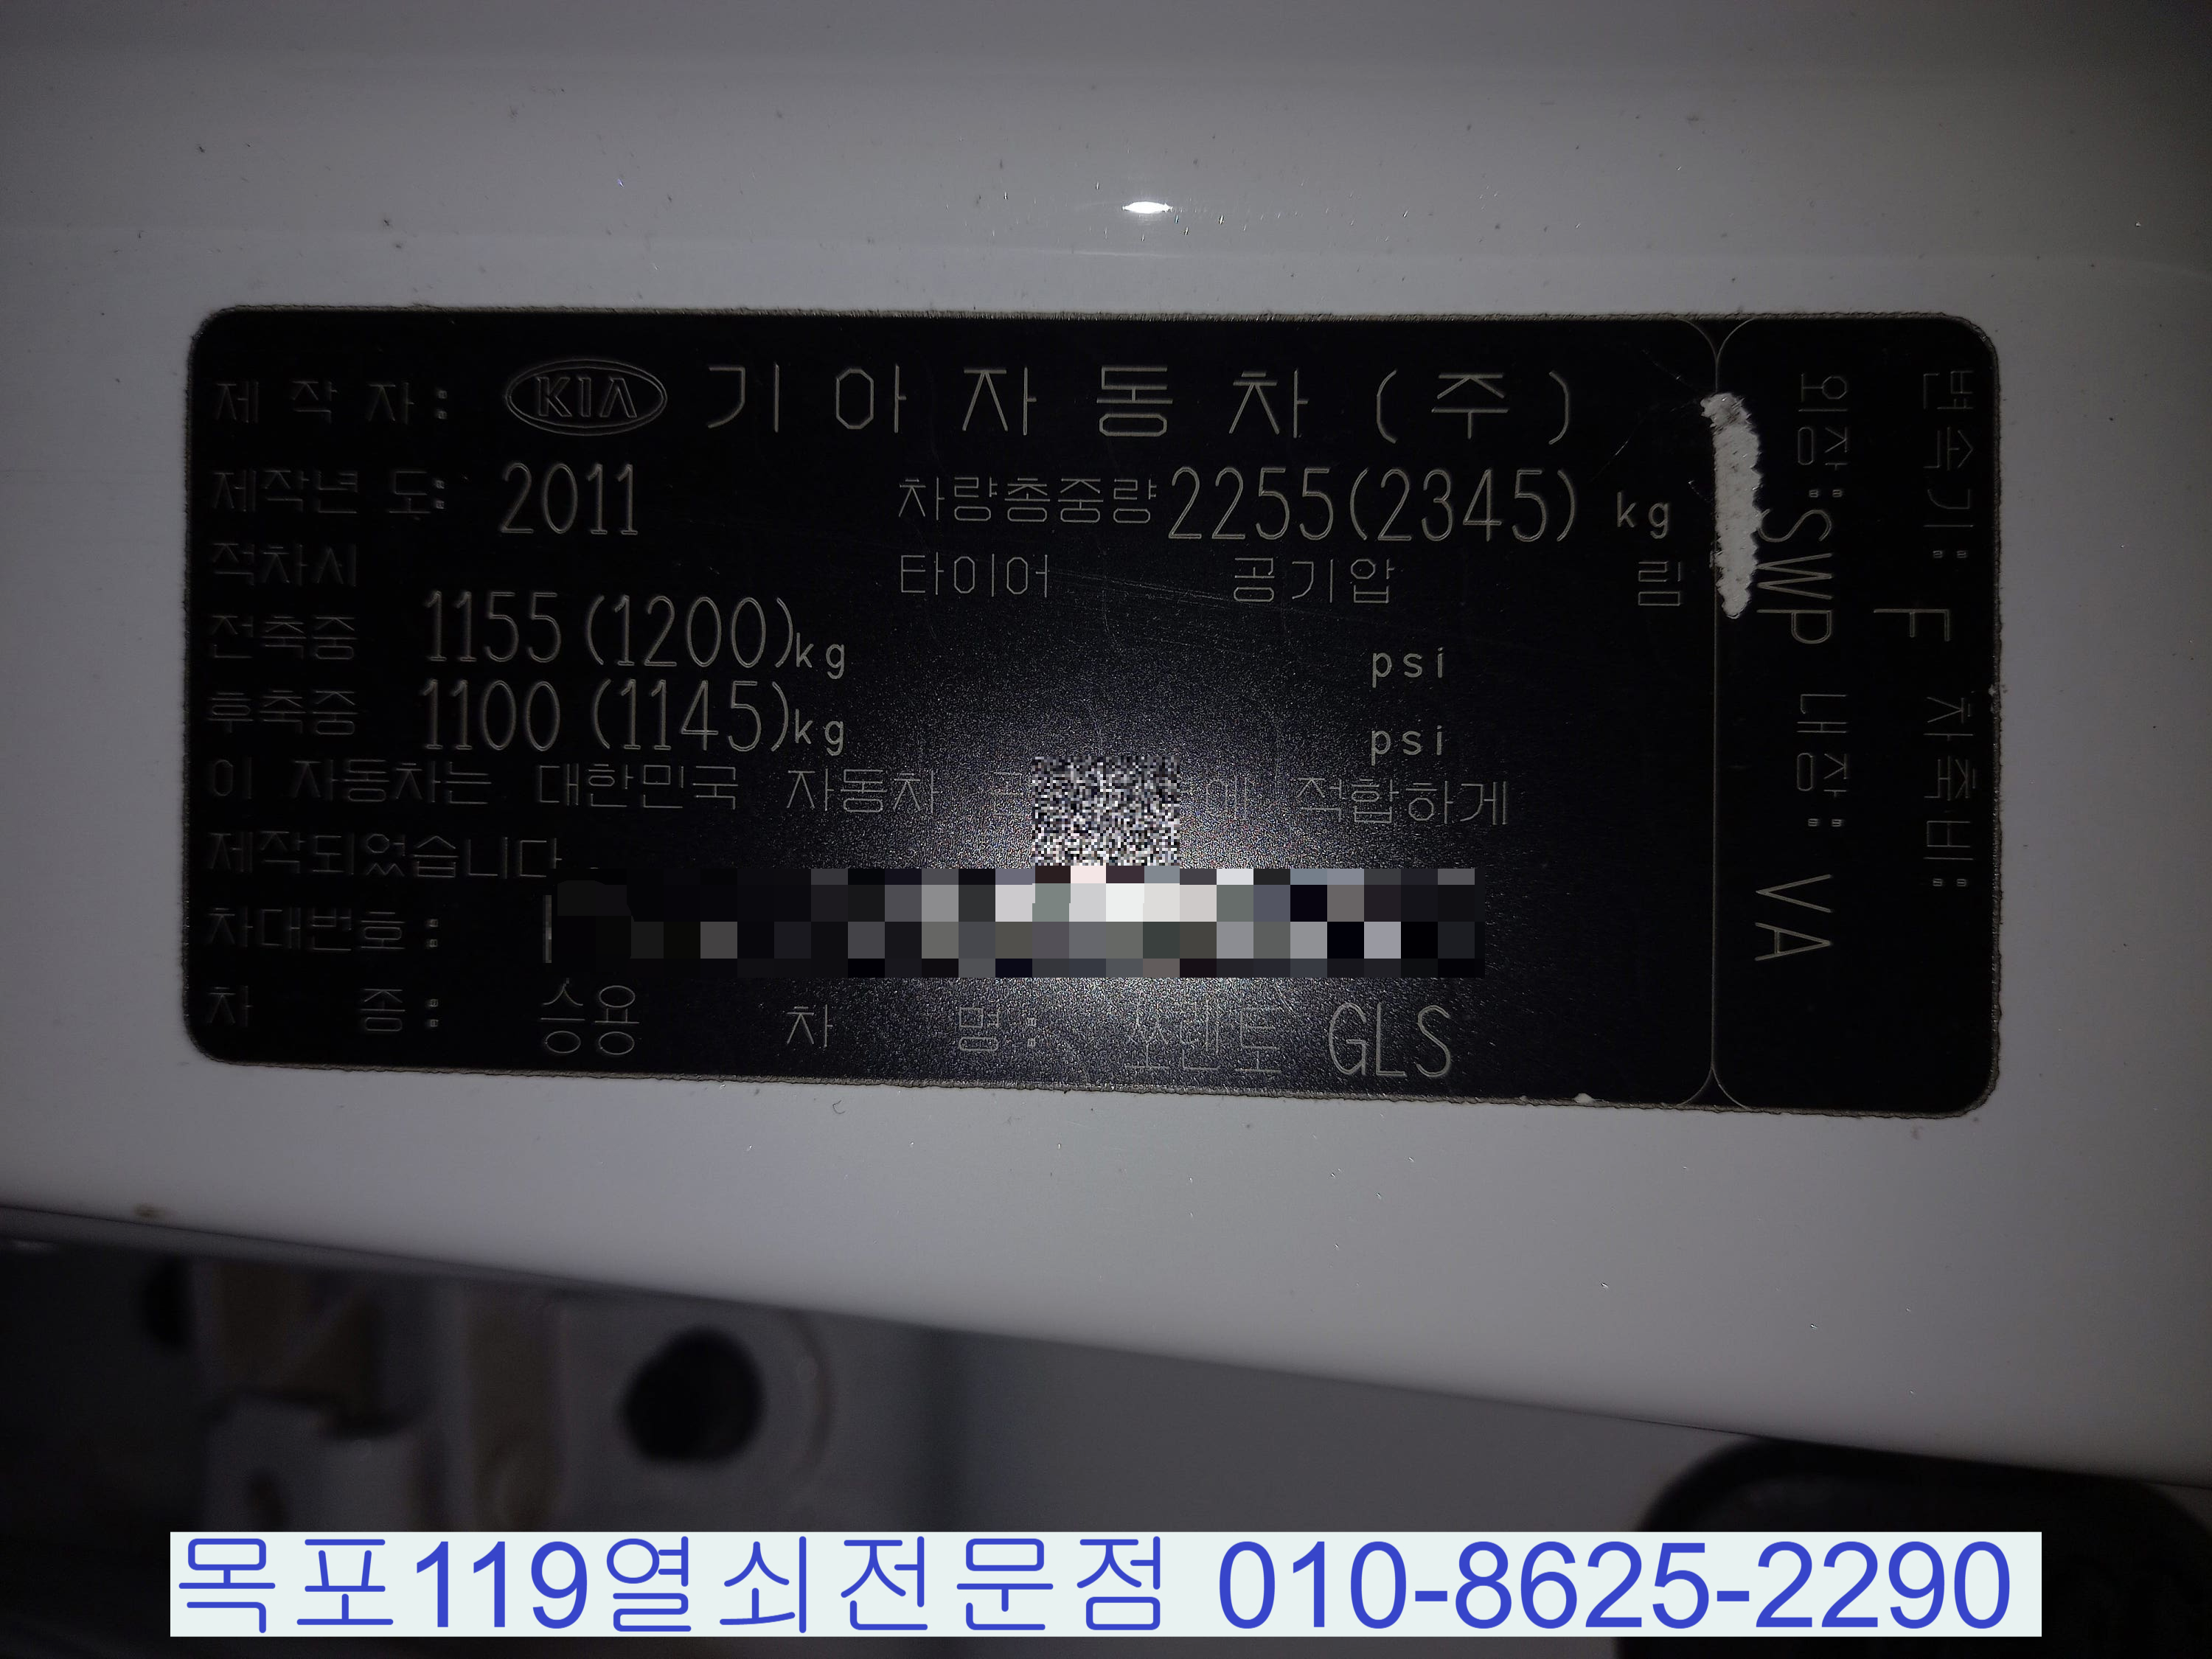 제 작 자 : KIA 기 아 자 동 차 ( 주 )
제작년 도: 2011 차량총중량 2255(2345) kg
적차시 타이어 공기압 림
전축중 1155 (1200)kg psi
후축중 1100 (1145)kg psi
이 자동차는 대한민국 자동차 에 적합하게
제작되었습니다.
차대번호 :
차 종 : 승용 차 명 : 쏘렌토 GLS
변속기: F 차축비:
외장:SWP 내장: VA
목포119열쇠전문점 010-8625-2290